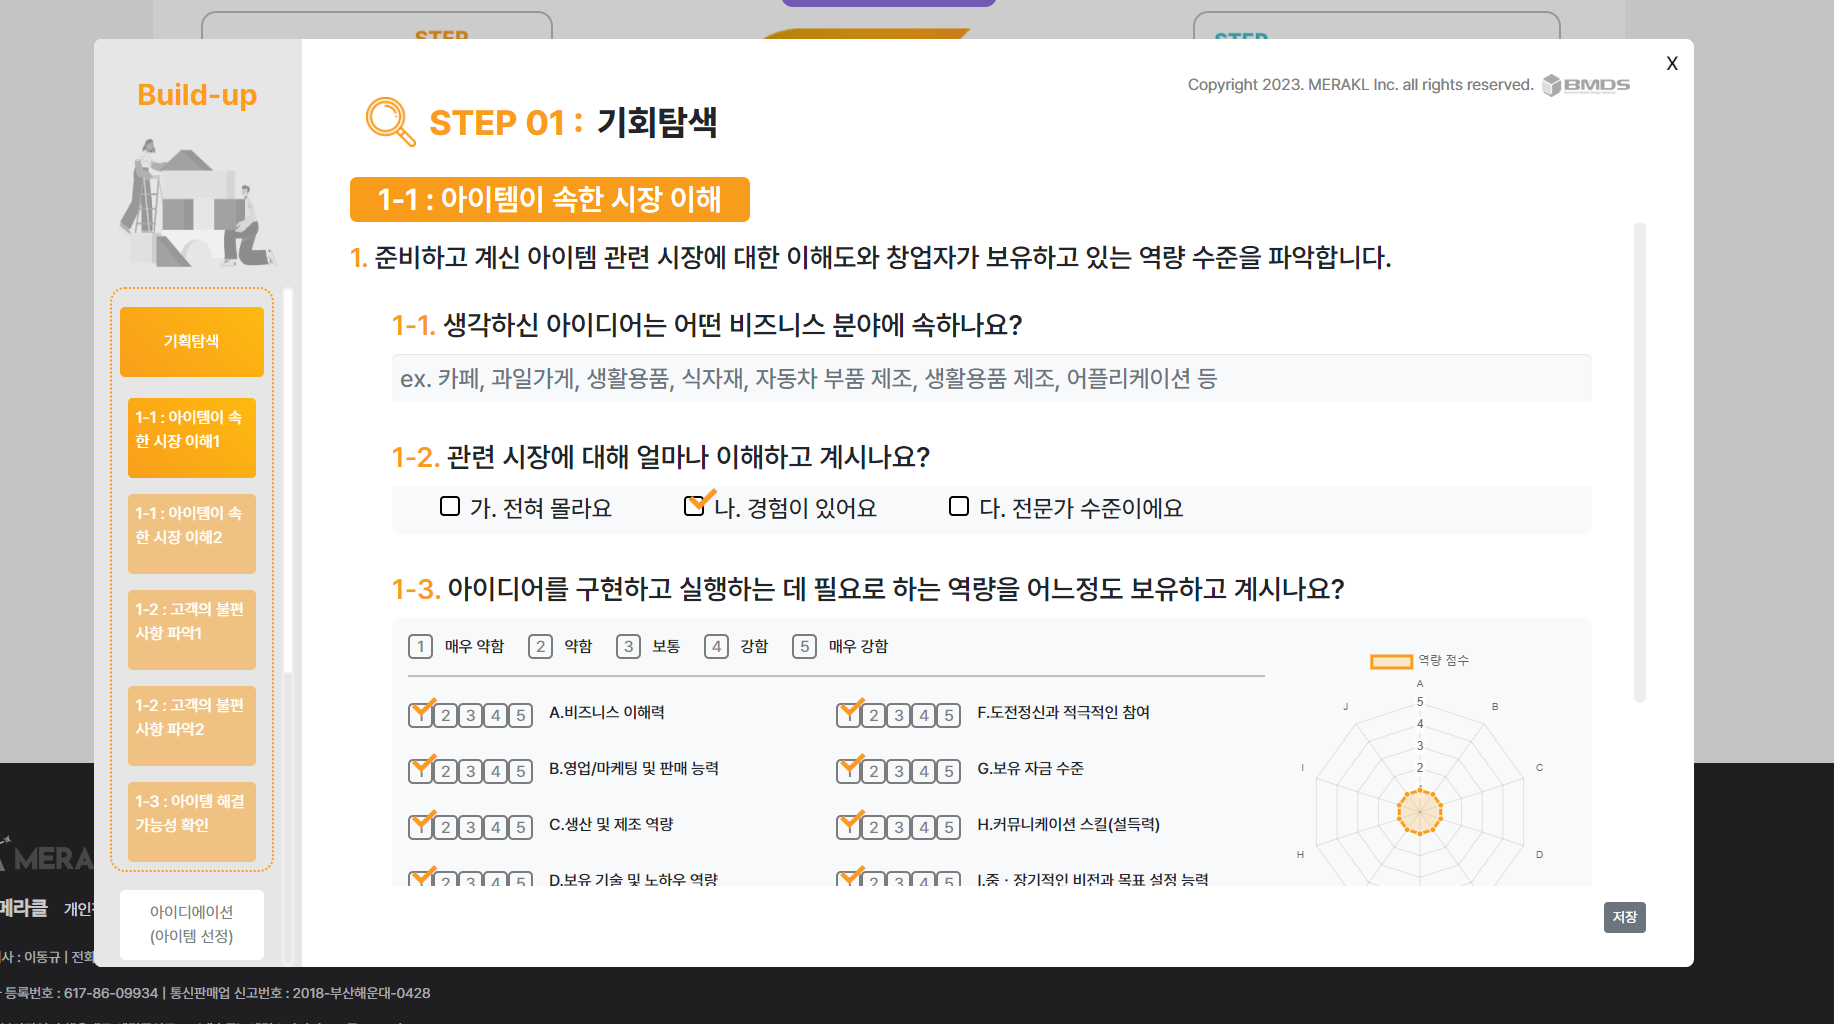 STEP
STEP
X
Copyright 2023. MERAKL Inc. all rights reserved. BMDS
Build-up
STEP 01 : 기회탐색
1-1 : 아이템이 속한 시장 이해
1. 준비하고 계신 아이템 관련 시장에 대한 이해도와 창업자가 보유하고 있는 역량 수준을 파악합니다.
1-1. 생각하신 아이디어는 어떤 비즈니스 분야에 속하나요?
ex. 카페, 과일가게, 생활용품, 식자재, 자동차 부품 제조, 생활용품 제조, 어플리케이션 등
1-2. 관련 시장에 대해 얼마나 이해하고 계시나요?
가. 전혀 몰라요 나. 경험이 있어요 다. 전문가 수준이에요
1-3. 아이디어를 구현하고 실행하는 데 필요로 하는 역량을 어느정도 보유하고 계시나요?
1 매우 약함 2 약함 3 보통 4 강함 5 매우 강함
1 2 3 4 5 A.비즈니스 이해력
1 2 3 4 5 F.도전정신과 적극적인 참여
1 2 3 4 5 B.영업/마케팅 및 판매 능력
1 2 3 4 5 G.보유 자금 수준
1 2 3 4 5 C.생산 및 제조 역량
1 2 3 4 5 H.커뮤니케이션 스킬(설득력)
1 2 3 4 5 D.보유 기술 및 노하우 역량
1 2 3 4 5 I.중 · 장기적인 비전과 목표 설정 능력
역량 점수
A
5
J
B
4
3
I
2
C
H
D
저장
기획탐색
1-1 : 아이템이 속
한 시장 이해1
1-1 : 아이템이 속
한 시장 이해2
1-2 : 고객의 불편
사항 파악1
1-2 : 고객의 불편
사항 파악2
1-3 : 아이템 해결
가능성 확인
아이디에이션
(아이템 선정)
MERA
메라클 개인
사 : 이동규 | 전화
등록번호 : 617-86-09934 | 통신판매업 신고번호 : 2018-부산해운대-0428